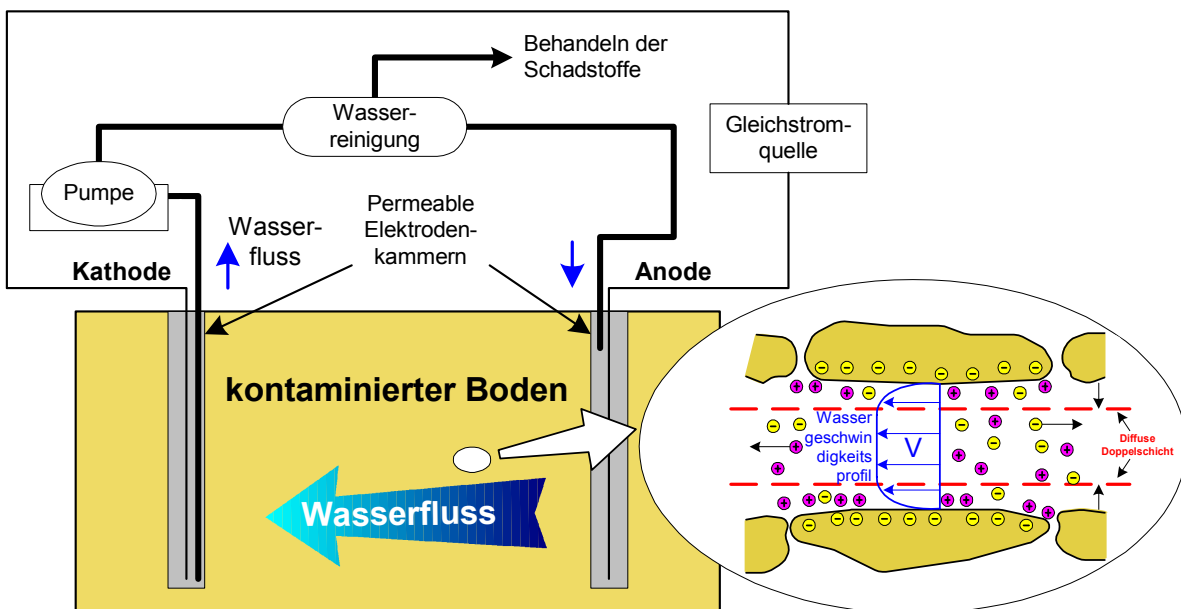 Behandeln der
Schadstoffe
Wasser-
reinigung
Gleichstrom-
quelle
Pumpe
Permeable
Elektroden-
kammern
Wasser-
fluss
Kathode
Anode
kontaminierter Boden
Wasserfluss
Wasser
geschwin
digkeits
profil
V
Diffuse
Doppelschicht